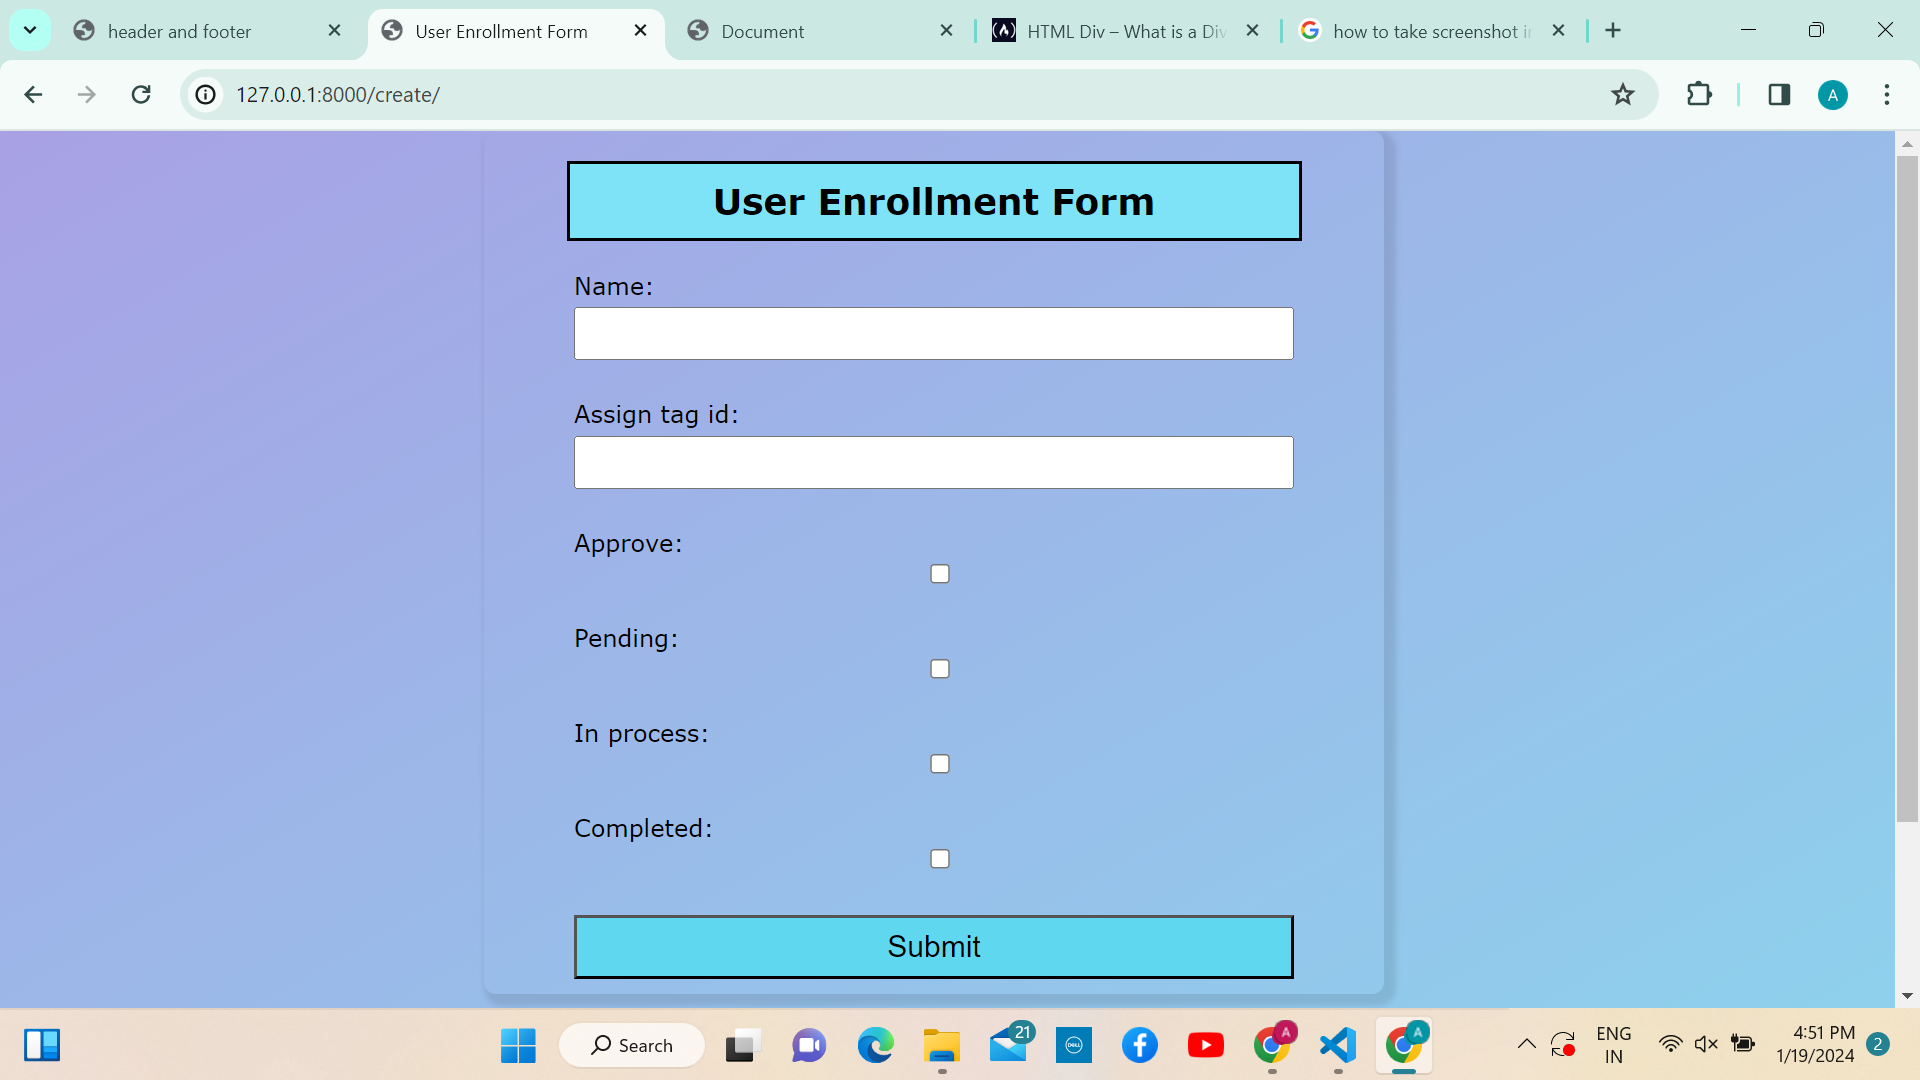 header and footer
User Enrollment Form
Document
HTML Div – What is a Div
how to take screenshot i
127.0.0.1:8000/create/
A
User Enrollment Form
Name:
Assign tag id:
Approve:
Pending:
In process:
Completed:
Submit
Search
21
DELL
A
A
ENG
IN
4:51 PM
1/19/2024
2